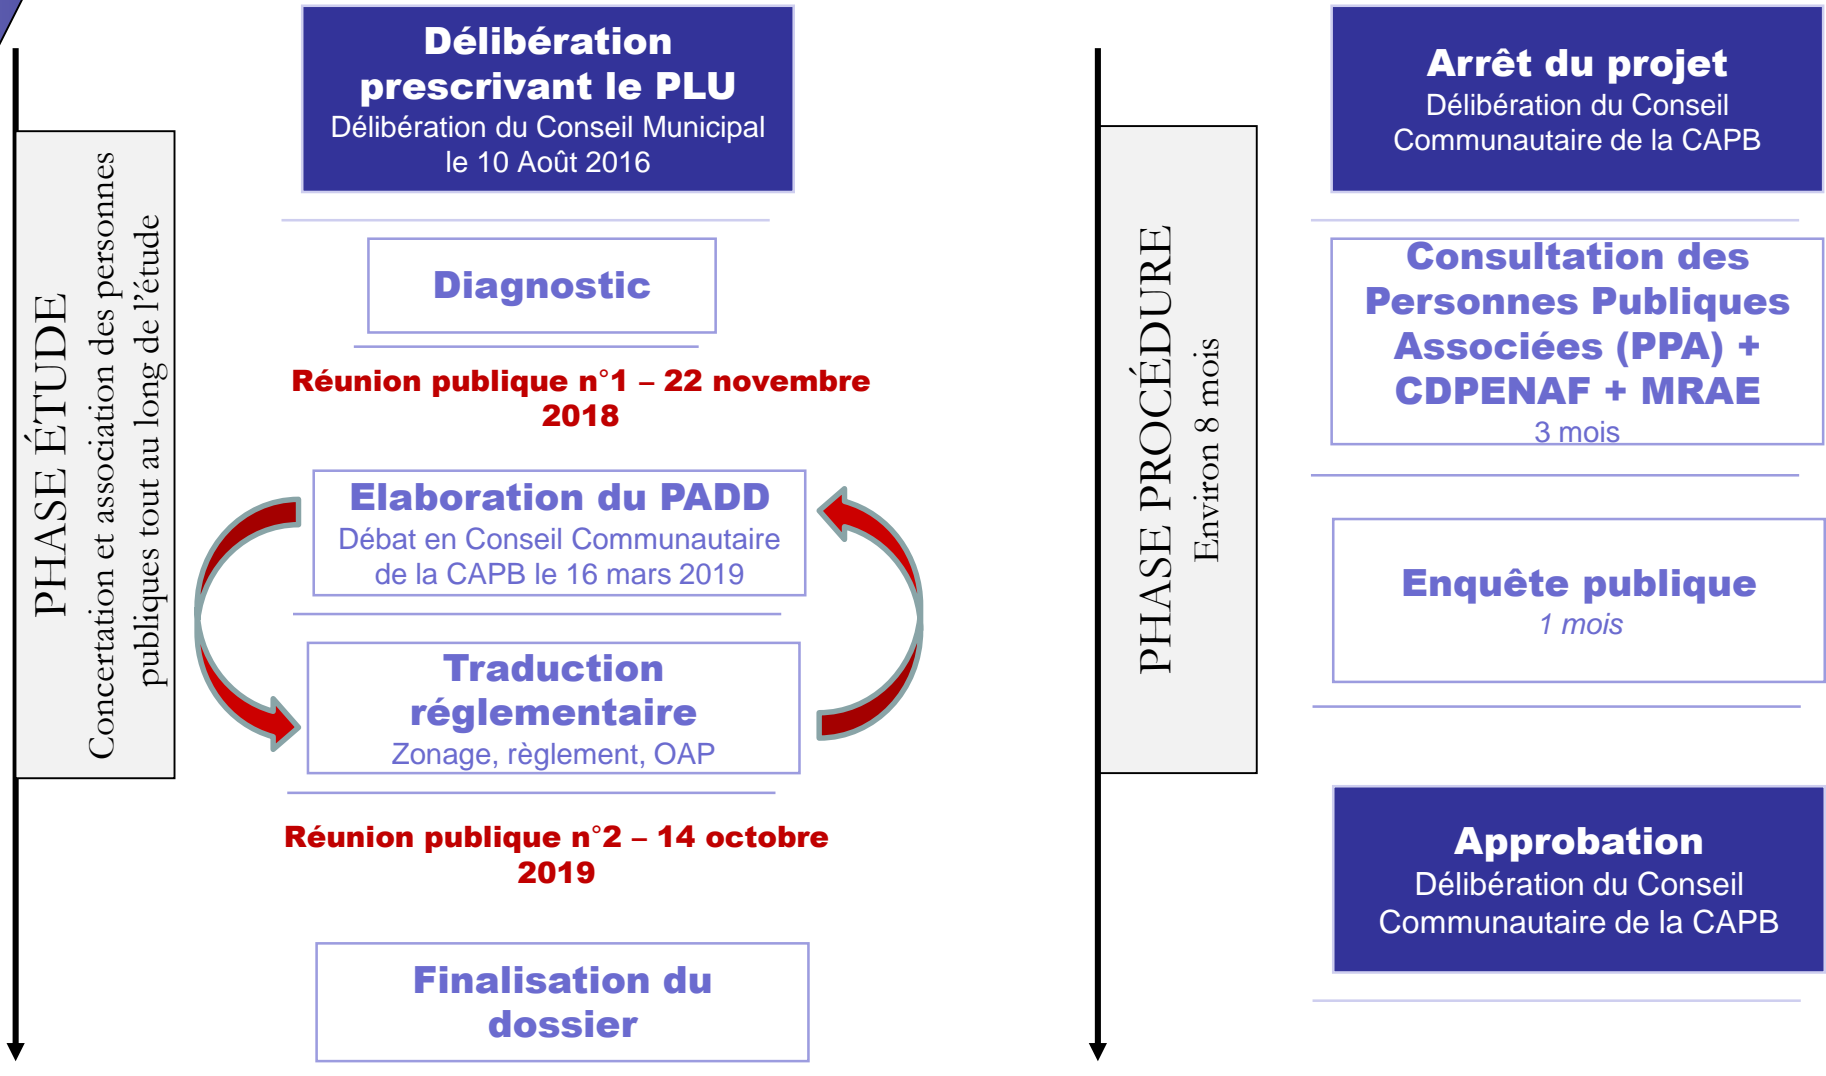 PHASE ÉTUDE
Concertation et association des personnes
publiques tout au long de l'étude
Délibération
prescrivant le PLU
Délibération du Conseil Municipal
le 10 Août 2016
Diagnostic
Réunion publique n°1 – 22 novembre
2018
Elaboration du PADD
Débat en Conseil Communautaire
de la CAPB le 16 mars 2019
Traduction
réglementaire
Zonage, règlement, OAP
Réunion publique n°2 – 14 octobre
2019
Finalisation du
dossier
PHASE PROCÉDURE
Environ 8 mois
Arrêt du projet
Délibération du Conseil
Communautaire de la CAPB
Consultation des
Personnes Publiques
Associées (PPA) +
CDPENAF + MRAE
3 mois
Enquête publique
1 mois
Approbation
Délibération du Conseil
Communautaire de la CAPB